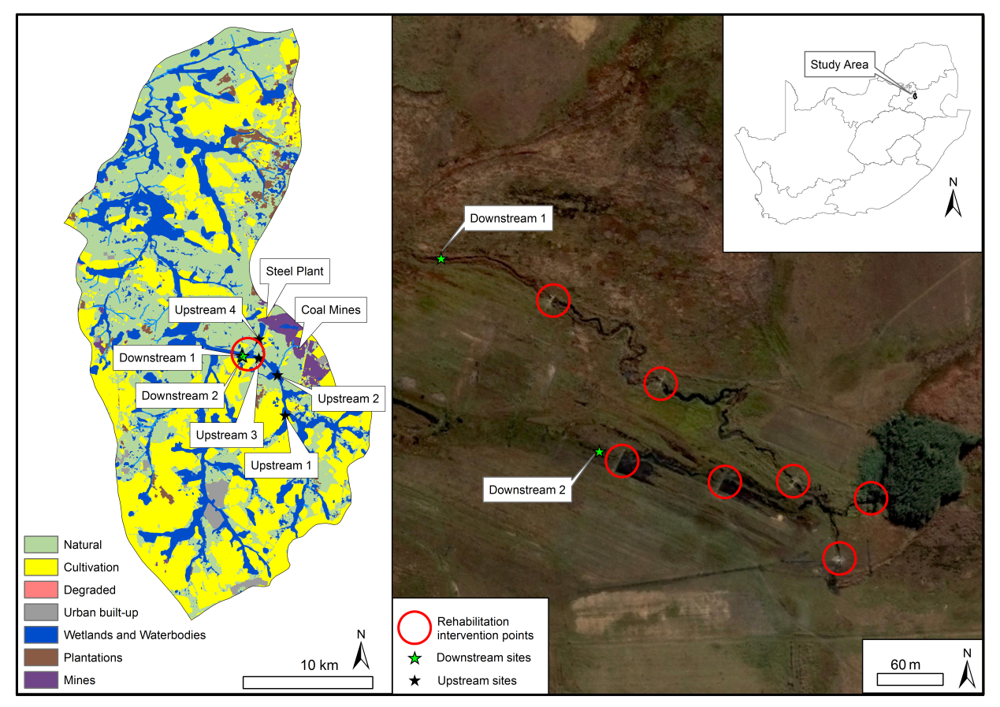 Steel Plant
Upstream 4
Coal Mines
Downstream 1
Downstream 2
Upstream 2
Upstream 3
Upstream 1
Natural
Cultivation
Degraded
Urban built-up
Wetlands and Waterbodies
Plantations
Mines
N
10 km
Downstream 1
Downstream 2
Rehabilitation
intervention points
Downstream sites
Upstream sites
Study Area
N
60 m
N